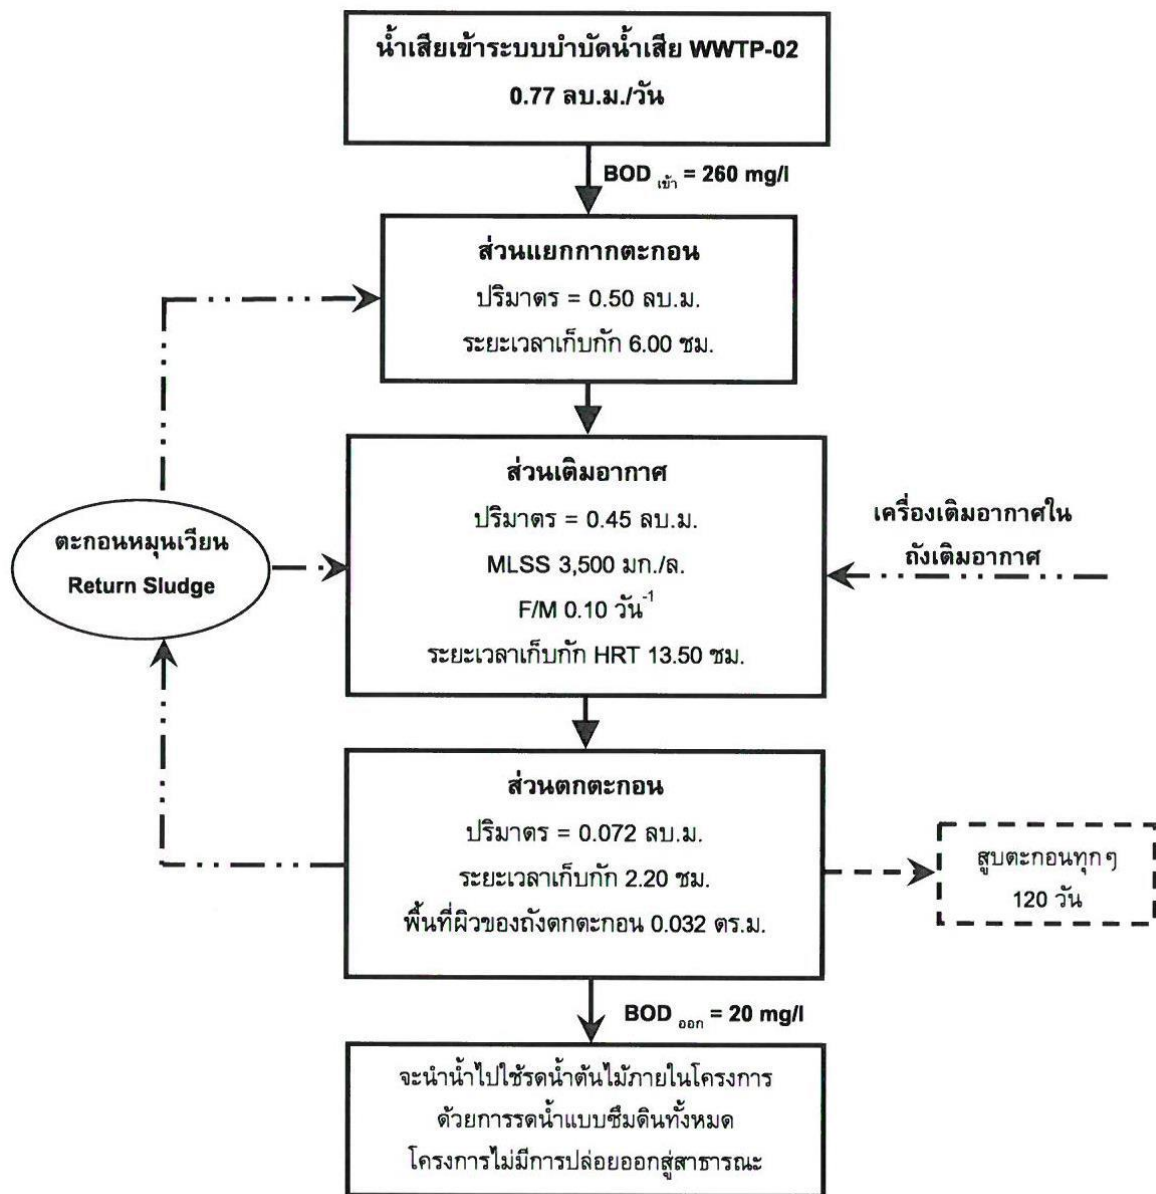 น้ำเสียเข้าระบบบำบัดน้ำเสีย WWTP-02
0.77 ลบ.ม./วัน
BOD เข้า = 260 mg/l
ส่วนแยกกากตะกอน
ปริมาตร = 0.50 ลบ.ม.
ระยะเวลาเก็บกัก 6.00 ชม.
ส่วนเติมอากาศ
ปริมาตร = 0.45 ลบ.ม.
MLSS 3,500 มก./ล.
F/M 0.10 วัน⁻¹
ระยะเวลาเก็บกัก HRT 13.50 ชม.
เครื่องเติมอากาศใน
ถังเติมอากาศ
ตะกอนหมุนเวียน
Return Sludge
ส่วนตกตะกอน
ปริมาตร = 0.072 ลบ.ม.
ระยะเวลาเก็บกัก 2.20 ชม.
พื้นที่ผิวของถังตกตะกอน 0.032 ตร.ม.
สูบตะกอนทุกๆ
120 วัน
BOD ออก = 20 mg/l
จะนำน้ำไปใช้รดน้ำต้นไม้ภายในโครงการ
ด้วยการรดน้ำแบบซึมดินทั้งหมด
โครงการไม่มีการปล่อยออกสู่สาธารณะ